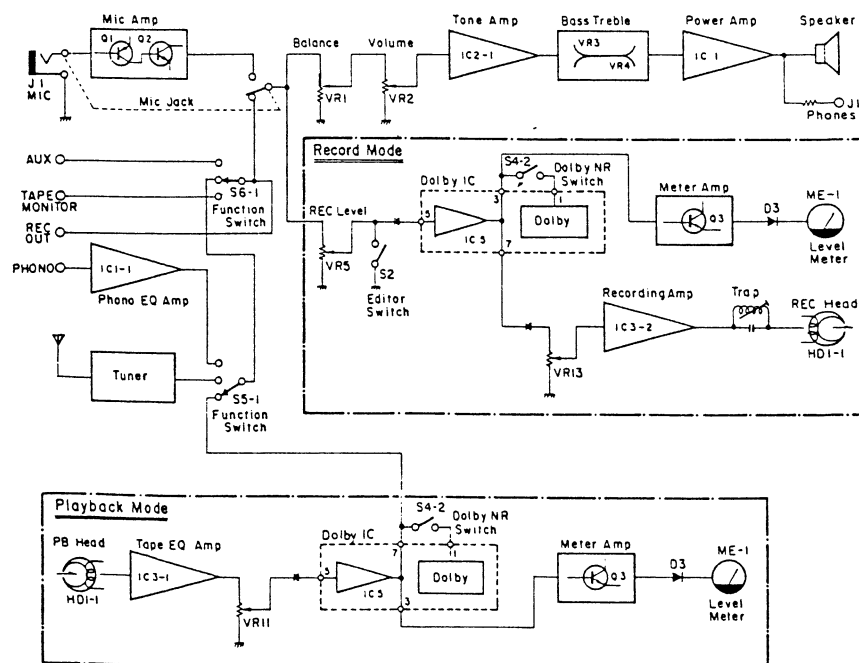 Mic Amp
Q1
Q2
J1
MIC
Mic Jack
Balance
VR1
Volume
VR2
Tone Amp
IC2-1
Bass Treble
VR3
VR4
Power Amp
IC 1
Speaker
J1
Phones
AUX
TAPE
MONITOR
REC
OUT
PHONO
S6-1
Function
Switch
IC1-1
Phono EQ Amp
Tuner
S5-1
Function
Switch
Record Mode
REC Level
VR5
S2
Editor
Switch
Dolby IC
S4-2
Dolby NR
Switch
3
1
5
IC 5
7
Dolby
Meter Amp
Q3
D3
ME-1
Level
Meter
VR13
Recording Amp
IC3-2
Trap
REC Head
HD1-1
Playback Mode
PB Head
HD1-1
Tape EQ Amp
IC3-1
VR11
Dolby IC
S4-2
Dolby NR
Switch
7
1
5
IC5
3
Dolby
Meter Amp
Q3
D3
ME-1
Level
Meter